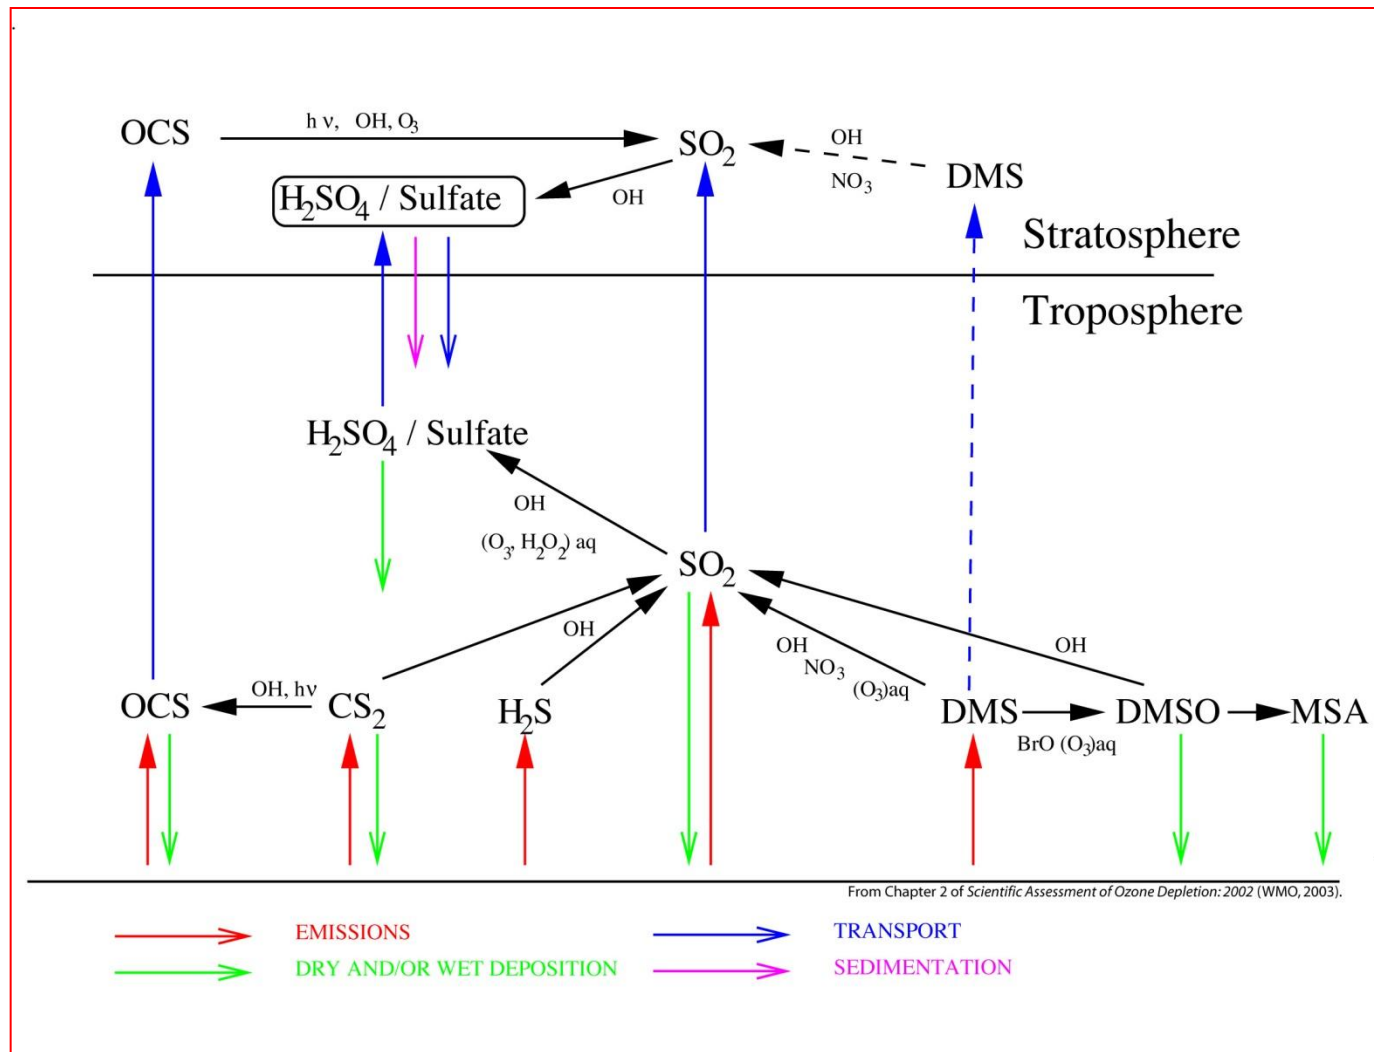 .
h ν, OH, O₃
OCS
SO₂
OH
NO₃
DMS
OH
H₂SO₄ / Sulfate
Stratosphere
Troposphere
H₂SO₄ / Sulfate
OH
(O₃, H₂O₂) aq
SO₂
OH
OH
NO₃
(O₃)aq
OH
OCS
OH, hν
CS₂
H₂S
DMS
BrO (O₃)aq
DMSO
MSA
From Chapter 2 of Scientific Assessment of Ozone Depletion: 2002 (WMO, 2003).
EMISSIONS
TRANSPORT
DRY AND/OR WET DEPOSITION
SEDIMENTATION